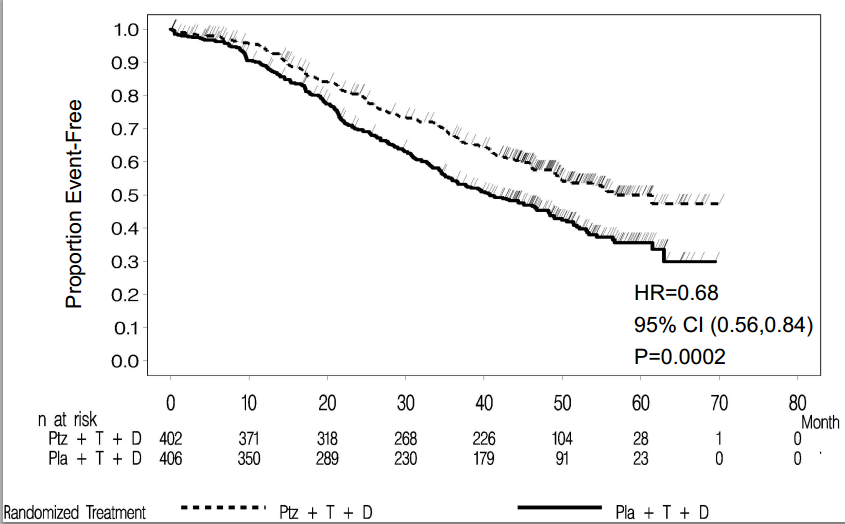 Proportion Event-Free
1.0
0.9
0.8
0.7
0.6
0.5
0.4
0.3
0.2
0.1
0.0
HR=0.68
95% CI (0.56,0.84)
P=0.0002
0 10 20 30 40 50 60 70 80
Month
n at risk
Ptz + T + D 402 371 318 268 226 104 28 1 0
Pla + T + D 406 350 289 230 179 91 23 0 0
Randomized Treatment Ptz + T + D Pla + T + D